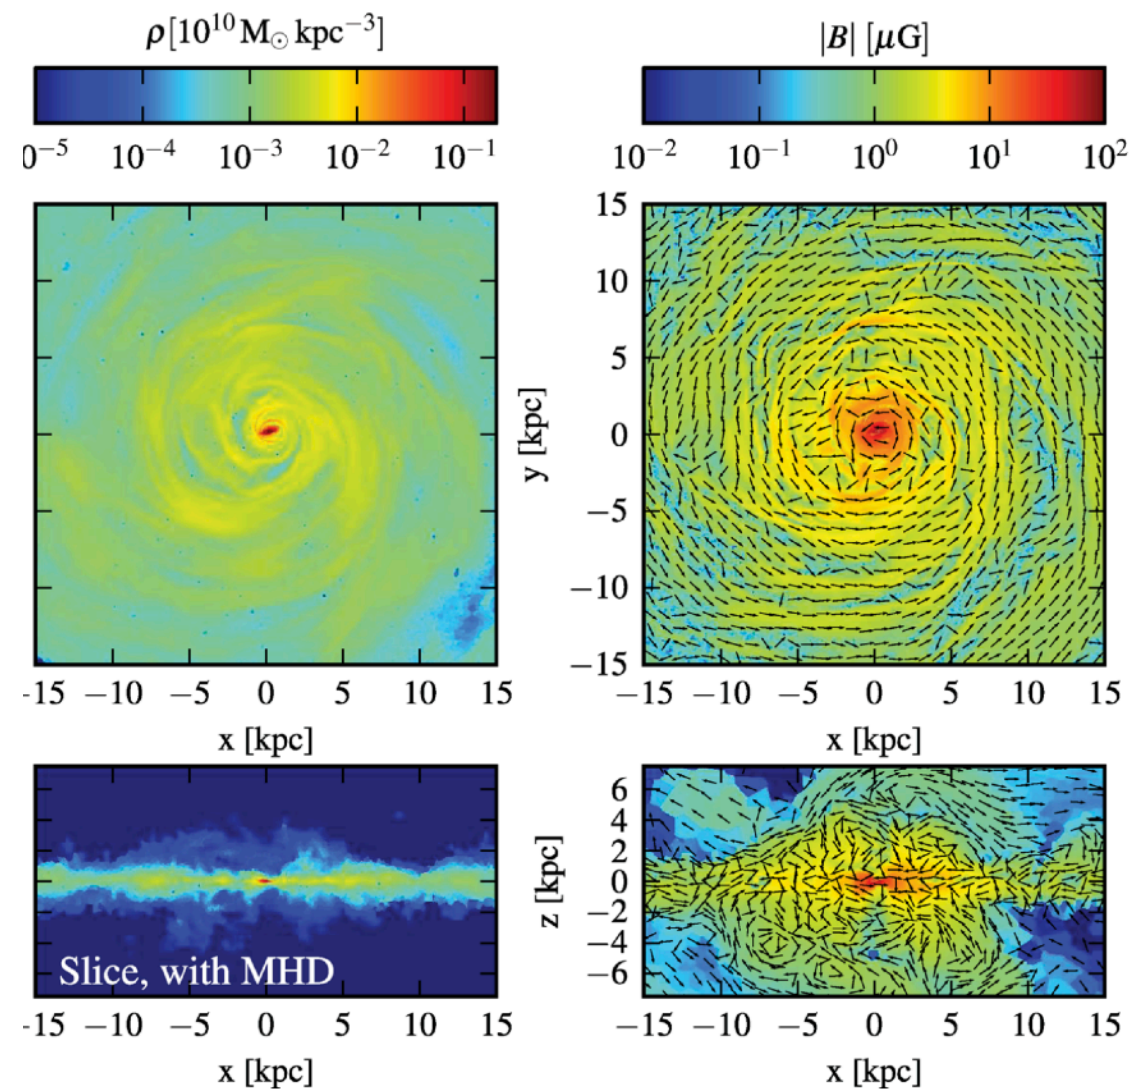 ρ[10¹⁰ M☉ kpc⁻³]
|B| [μG]
0⁻⁵ 10⁻⁴ 10⁻³ 10⁻² 10⁻¹
10⁻² 10⁻¹ 10⁰ 10¹ 10²
15
10
5
0
−5
−10
−15
y [kpc]
−15 −10 −5 0 5 10 15
x [kpc]
−15 −10 −5 0 5 10 15
x [kpc]
Slice, with MHD
6
4
2
0
−2
−4
−6
z [kpc]
−15 −10 −5 0 5 10 15
x [kpc]
−15 −10 −5 0 5 10 15
x [kpc]